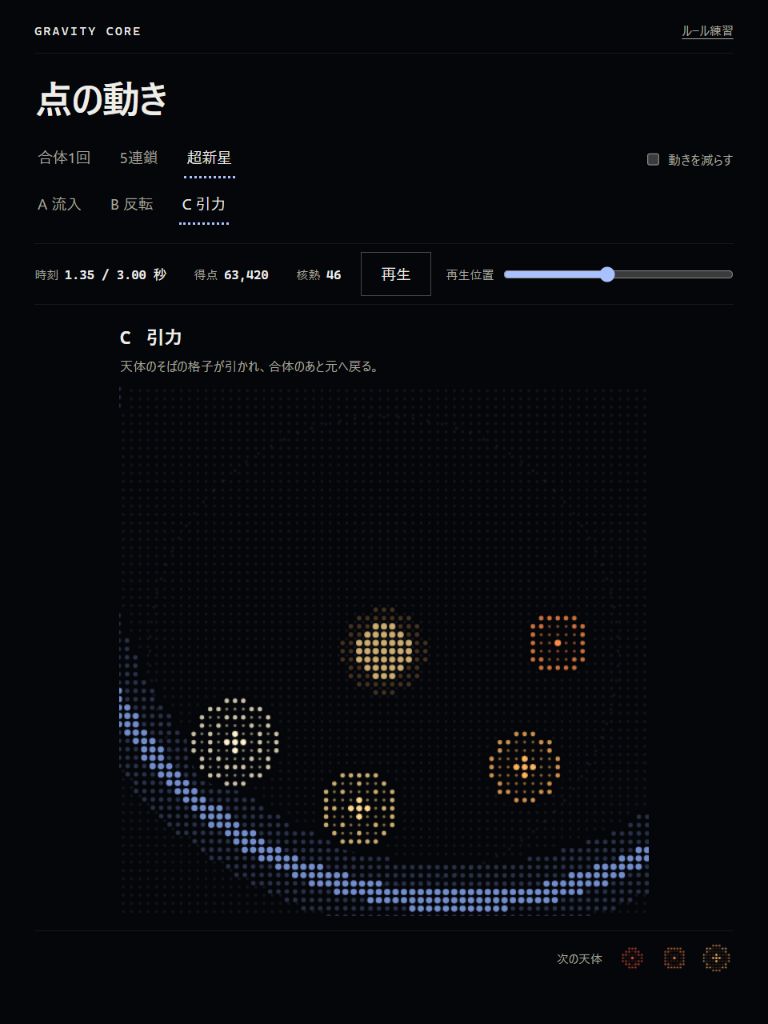 GRAVITY CORE
ルール練習
点の動き
合体1回 5連鎖 超新星
動きを減らす
A 流入 B 反転 C 引力
時刻 1.35 / 3.00 秒 得点 63,420 核熱 46 再生 再生位置
C 引力
天体のそばの格子が引かれ、合体のあと元へ戻る。
次の天体